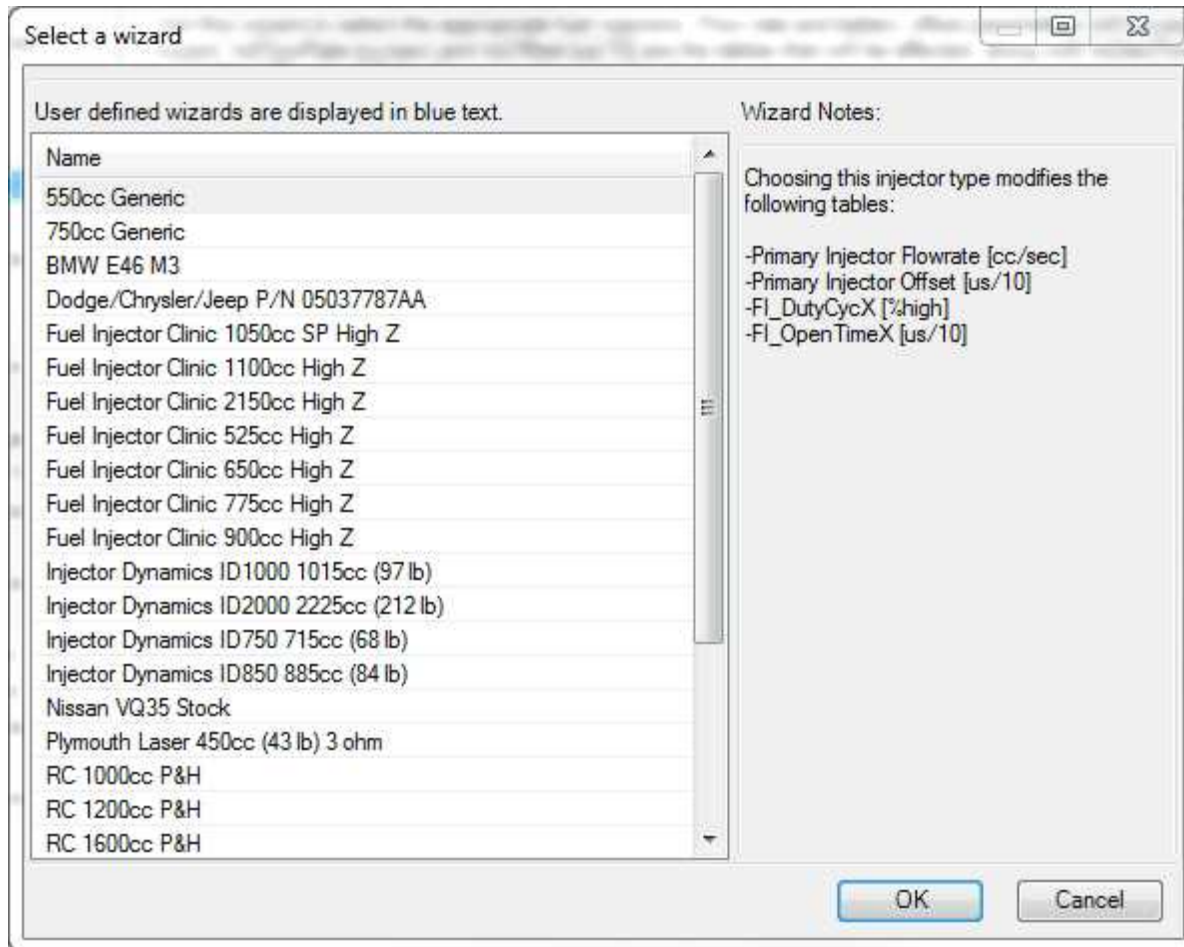 Select a wizard
User defined wizards are displayed in blue text.
Name
550cc Generic
750cc Generic
BMW E46 M3
Dodge/Chrysler/Jeep P/N 05037787AA
Fuel Injector Clinic 1050cc SP High Z
Fuel Injector Clinic 1100cc High Z
Fuel Injector Clinic 2150cc High Z
Fuel Injector Clinic 525cc High Z
Fuel Injector Clinic 650cc High Z
Fuel Injector Clinic 775cc High Z
Fuel Injector Clinic 900cc High Z
Injector Dynamics ID1000 1015cc (97 lb)
Injector Dynamics ID2000 2225cc (212 lb)
Injector Dynamics ID750 715cc (68 lb)
Injector Dynamics ID850 885cc (84 lb)
Nissan VQ35 Stock
Plymouth Laser 450cc (43 lb) 3 ohm
RC 1000cc P&H
RC 1200cc P&H
RC 1600cc P&H
Wizard Notes:
Choosing this injector type modifies the
following tables:
-Primary Injector Flowrate [cc/sec]
-Primary Injector Offset [us/10]
-FI_DutyCycX [%high]
-FI_OpenTimeX [us/10]
OK
Cancel